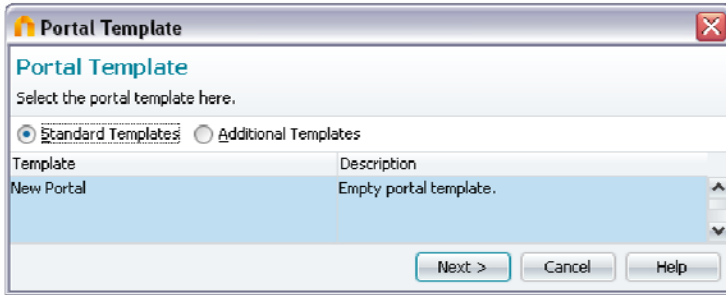 Portal Template
Portal Template
Select the portal template here.
Standard Templates Additional Templates
Template Description
New Portal Empty portal template.
Next > Cancel Help